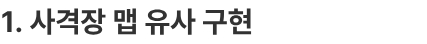 1. 사격장 맵 유사 구현